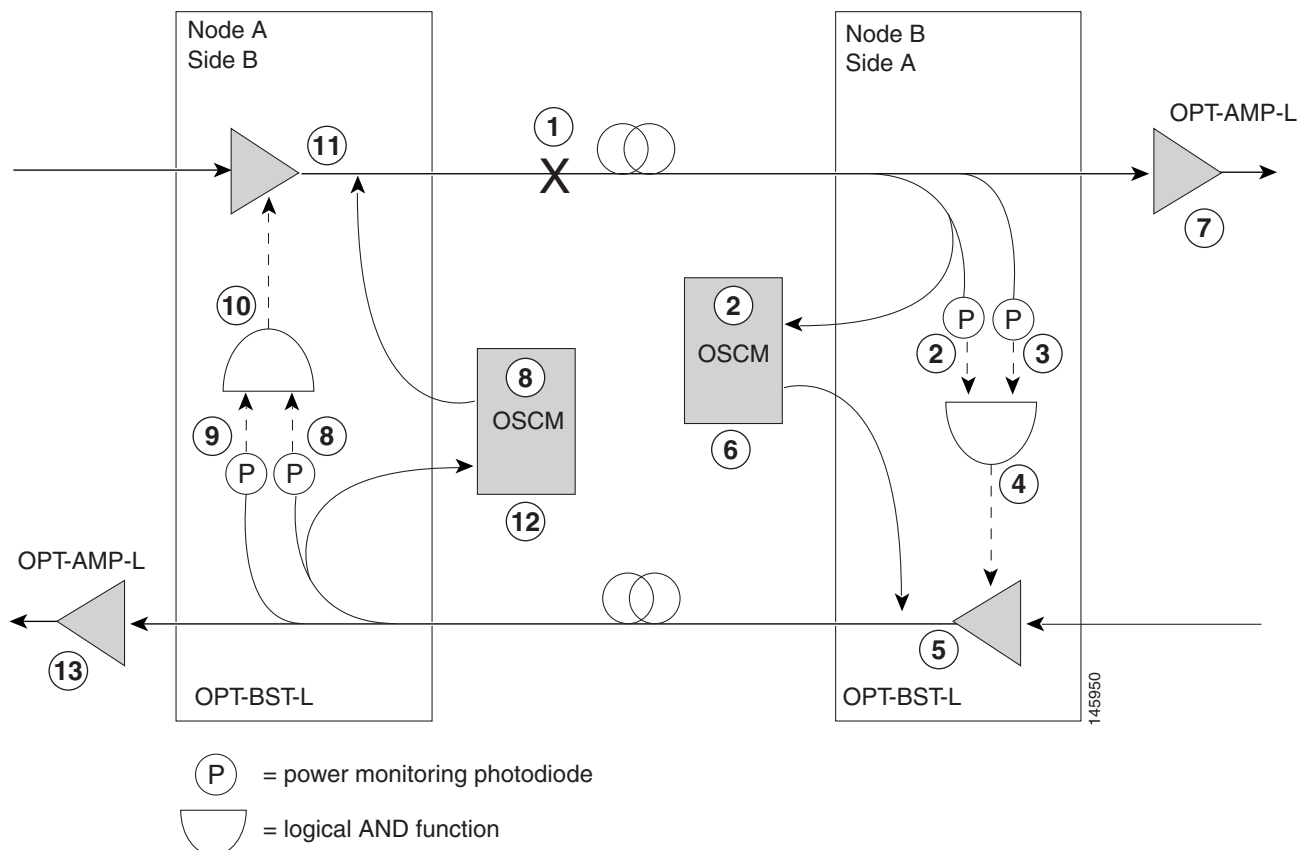 Node A
Side B
Node B
Side A
OPT-AMP-L
1
11
7
10
2
OSCM
P
P
2
3
8
OSCM
9
8
6
P
P
4
12
OPT-AMP-L
13
5
OPT-BST-L
OPT-BST-L
145950
P = power monitoring photodiode
= logical AND function
X